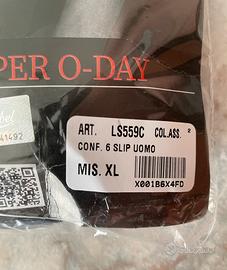 PER O-DAY
41492
ART. LS559C COL.ASS. 2
CONF. 6 SLIP UOMO
MIS. XL
X001B6X4FD